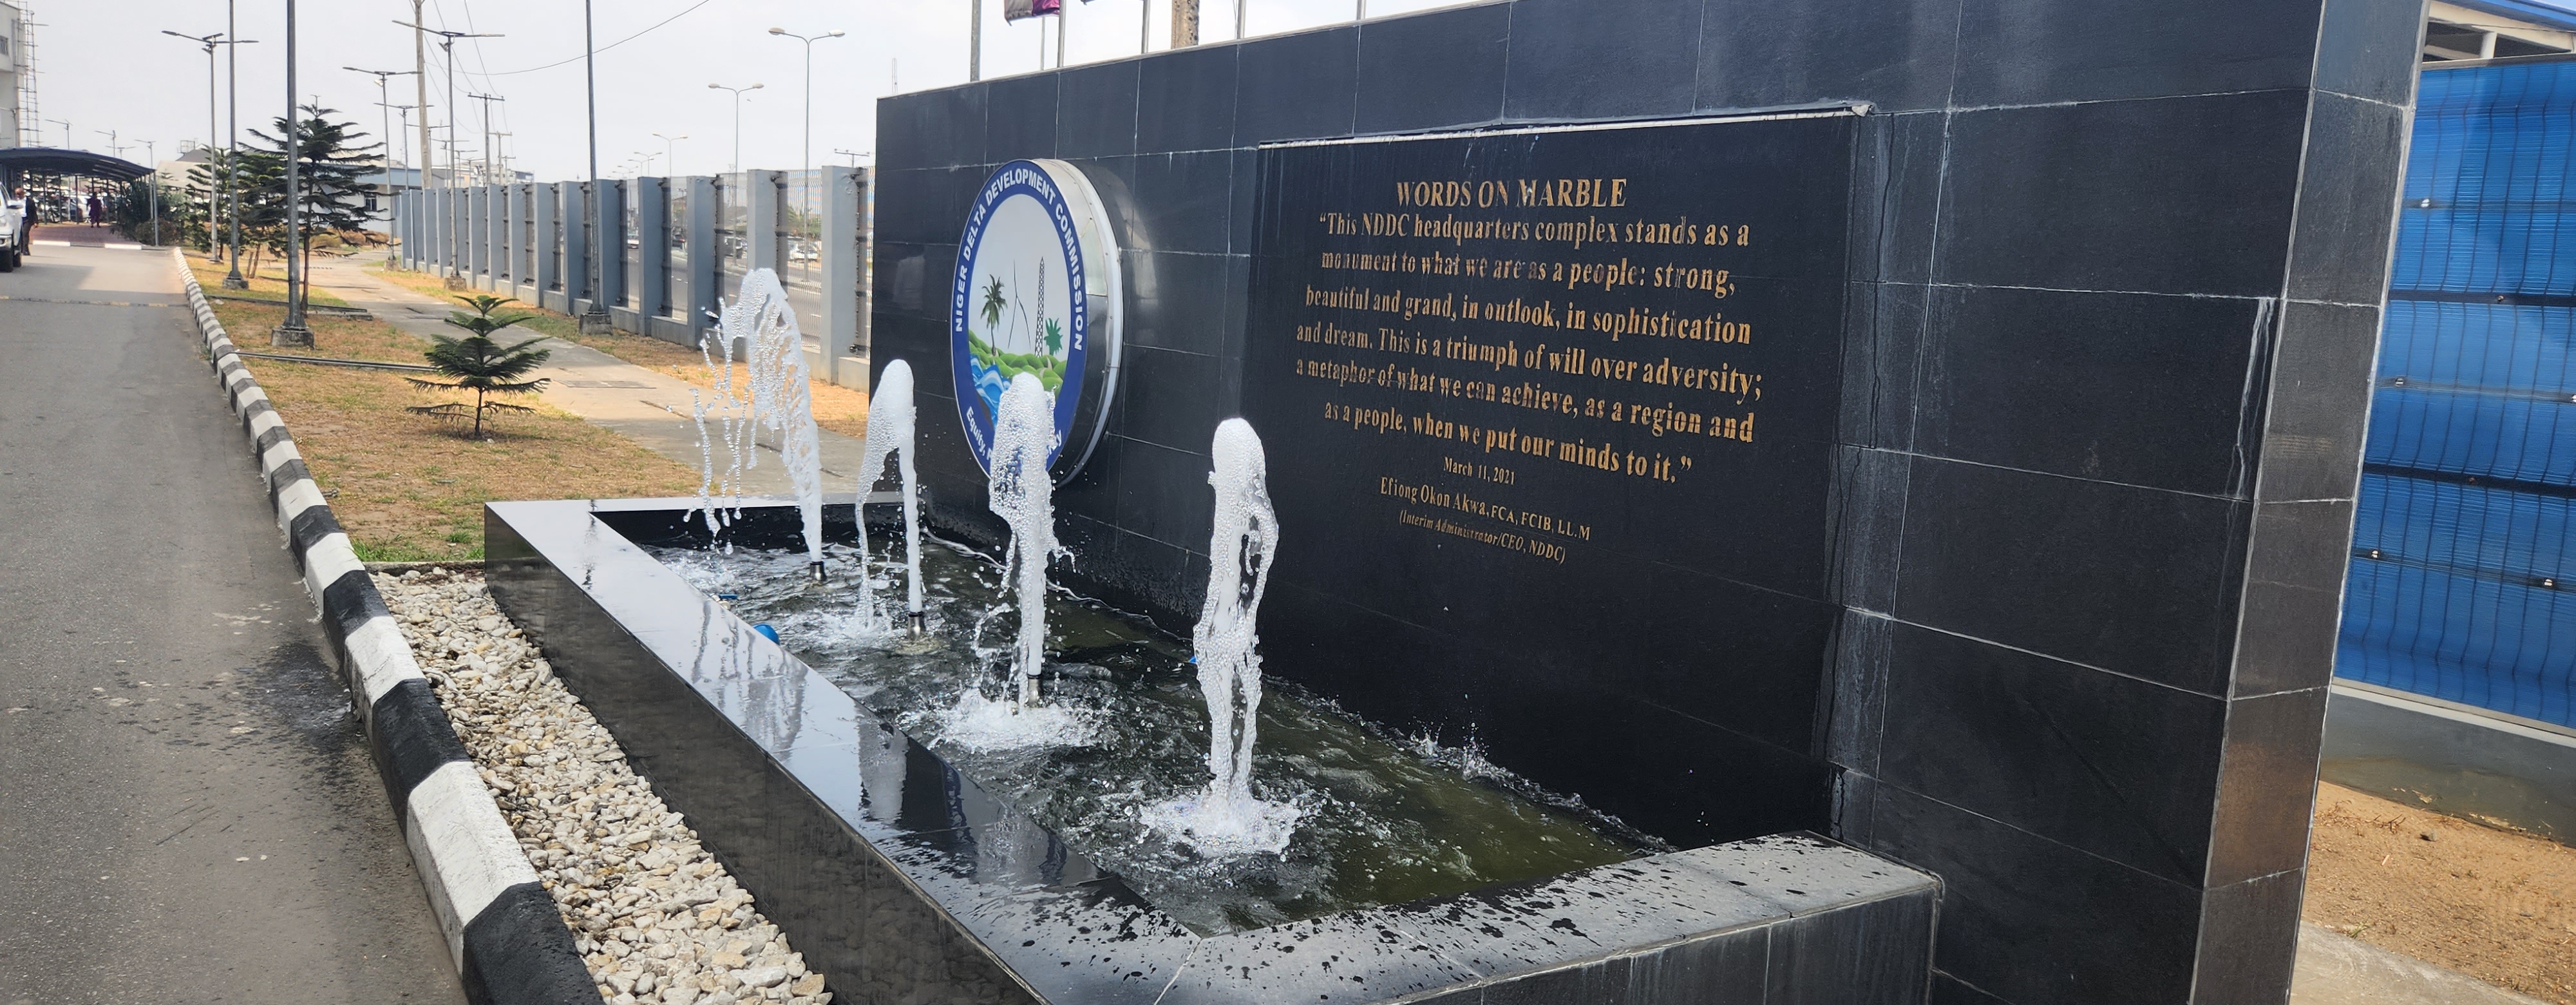 NIGER DELTA DEVELOPMENT COMMISSION
Equity,
WORDS ON MARBLE
“This NDDC headquarters complex stands as a
monument to what we are as a people: strong,
beautiful and grand, in outlook, in sophistication
and dream. This is a triumph of will over adversity;
a metaphor of what we can achieve, as a region and
as a people, when we put our minds to it.”
March 11, 2021
Efiong Okon Akwa, FCA, FCIB, LL.M
(Interim Administrator/CEO, NDDC)